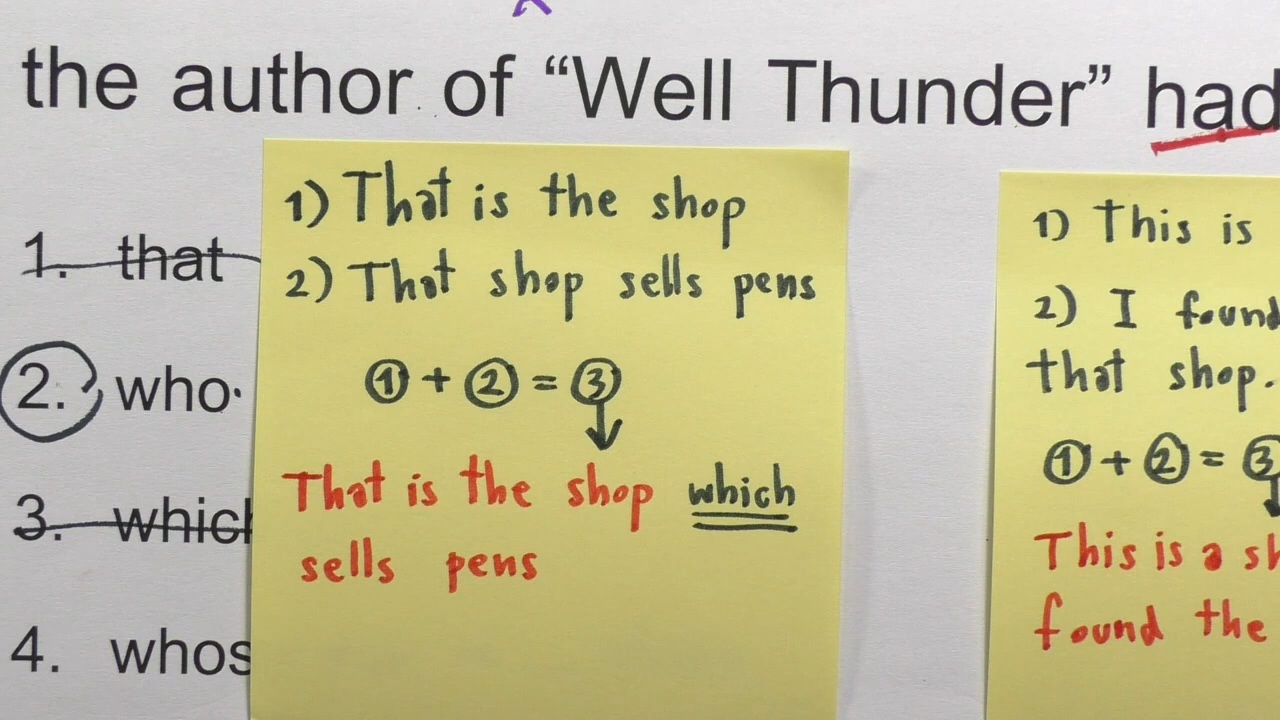 the author of “Well Thunder” had
1. that
2. who
3. which
4. whos
1) That is the shop
2) That shop sells pens
① + ② = ③
That is the shop which
sells pens
1) This is
2) I found
that shop.
① + ② = ③
This is a sh
found the